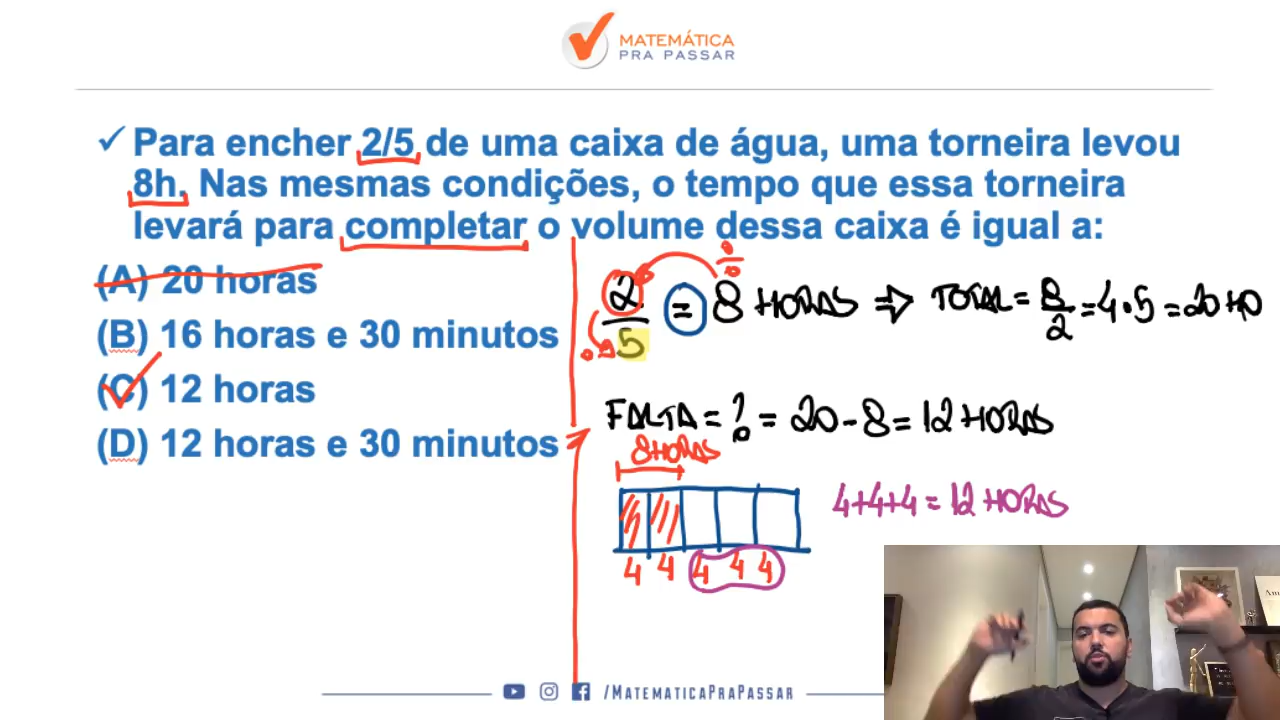 MATEMÁTICA
PRA PASSAR
✓ Para encher 2/5 de uma caixa de água, uma torneira levou
8h. Nas mesmas condições, o tempo que essa torneira
levará para completar o volume dessa caixa é igual a:
(A) 20 horas
(B) 16 horas e 30 minutos
(C) 12 horas
(D) 12 horas e 30 minutos
2/5 = 8 HORAS ⇒ TOTAL = 8/2 = 4 • 5 = 20 HO
FALTA = ? = 20 - 8 = 12 HORAS
8 HORAS
4+4+4 = 12 HORAS
4 4 4 4 4
/MATEMATICAPRAPASSAR